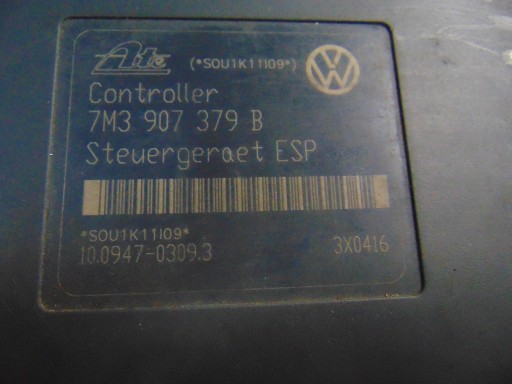 Ate (*SOU1K11I09*)
Controller
7M3 907 379 B
Steuergeraet ESP
*SOU1K11I09*
10.0947-0309.3 3X0416